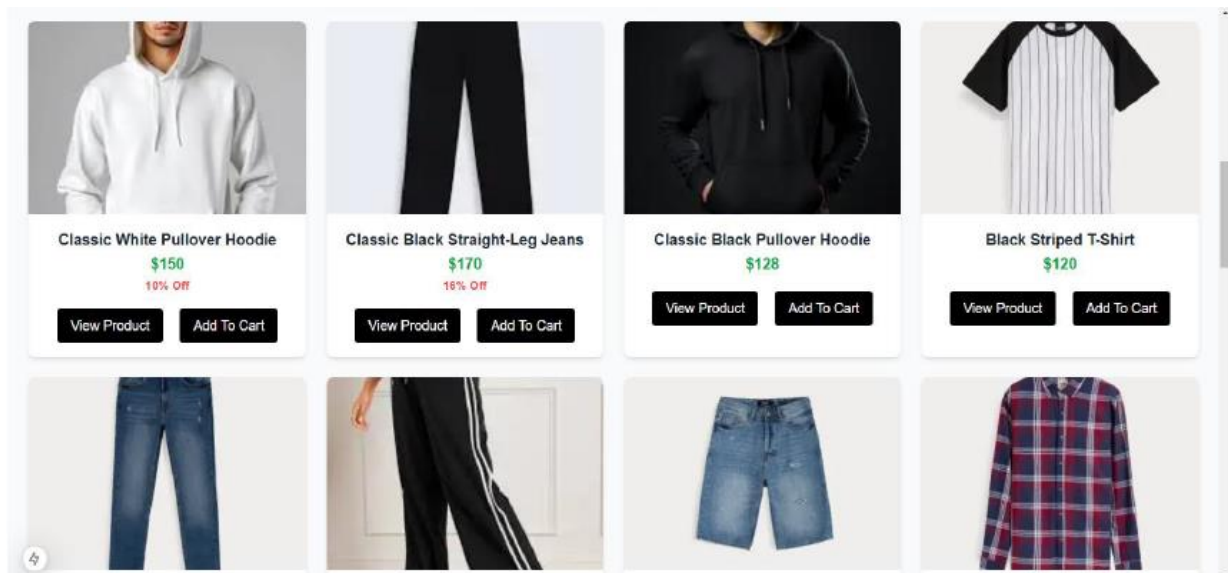 Classic White Pullover Hoodie
$150
10% Off
View Product
Add To Cart
Classic Black Straight-Leg Jeans
$170
16% Off
View Product
Add To Cart
Classic Black Pullover Hoodie
$128
View Product
Add To Cart
Black Striped T-Shirt
$120
View Product
Add To Cart